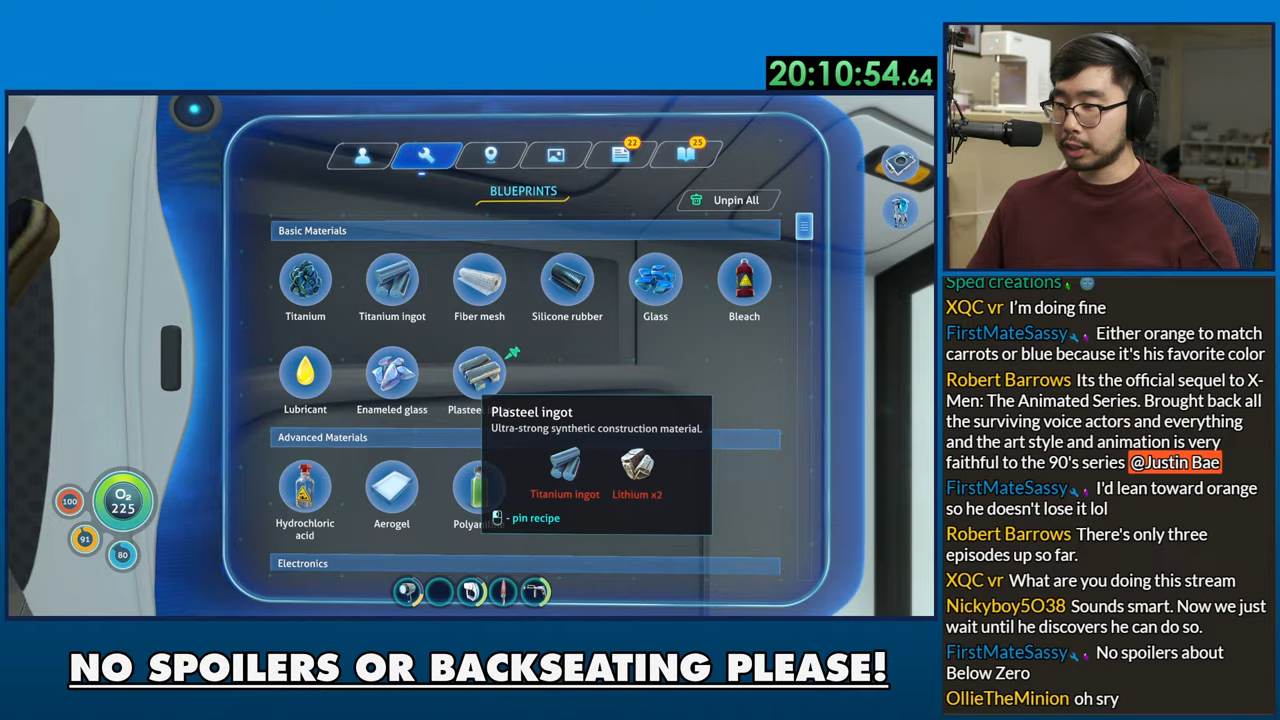 20:10:54.64
22
25
BLUEPRINTS
Unpin All
Basic Materials
Titanium
Titanium ingot
Fiber mesh
Silicone rubber
Glass
Bleach
Lubricant
Enameled glass
Plastee
Plasteel ingot
Ultra-strong synthetic construction material.
Titanium ingot
Lithium x2
- pin recipe
Advanced Materials
Hydrochloric
acid
Aerogel
Electronics
O₂
225
100
91
80
NO SPOILERS OR BACKSEATING PLEASE!
Sped creations
XQC vr I'm doing fine
FirstMateSassy Either orange to match
carrots or blue because it's his favorite color
Robert Barrows Its the official sequel to X-
Men: The Animated Series. Brought back all
the surviving voice actors and everything
and the art style and animation is very
faithful to the 90's series @Justin Bae
FirstMateSassy I'd lean toward orange
so he doesn't lose it lol
Robert Barrows There's only three
episodes up so far.
XQC vr What are you doing this stream
Nickyboy5O38 Sounds smart. Now we just
wait until he discovers he can do so.
FirstMateSassy No spoilers about
Below Zero
OllieTheMinion oh sry